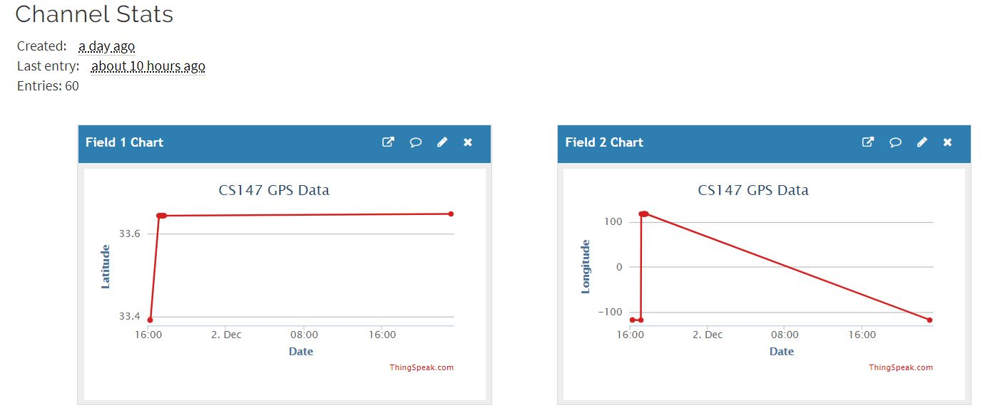 Channel Stats
Created: a day ago
Last entry: about 10 hours ago
Entries: 60
Field 1 Chart
CS147 GPS Data
33.6
33.4
Latitude
16:00 2. Dec 08:00 16:00
Date
ThingSpeak.com
Field 2 Chart
CS147 GPS Data
100
0
−100
Longitude
16:00 2. Dec 08:00 16:00
Date
ThingSpeak.com